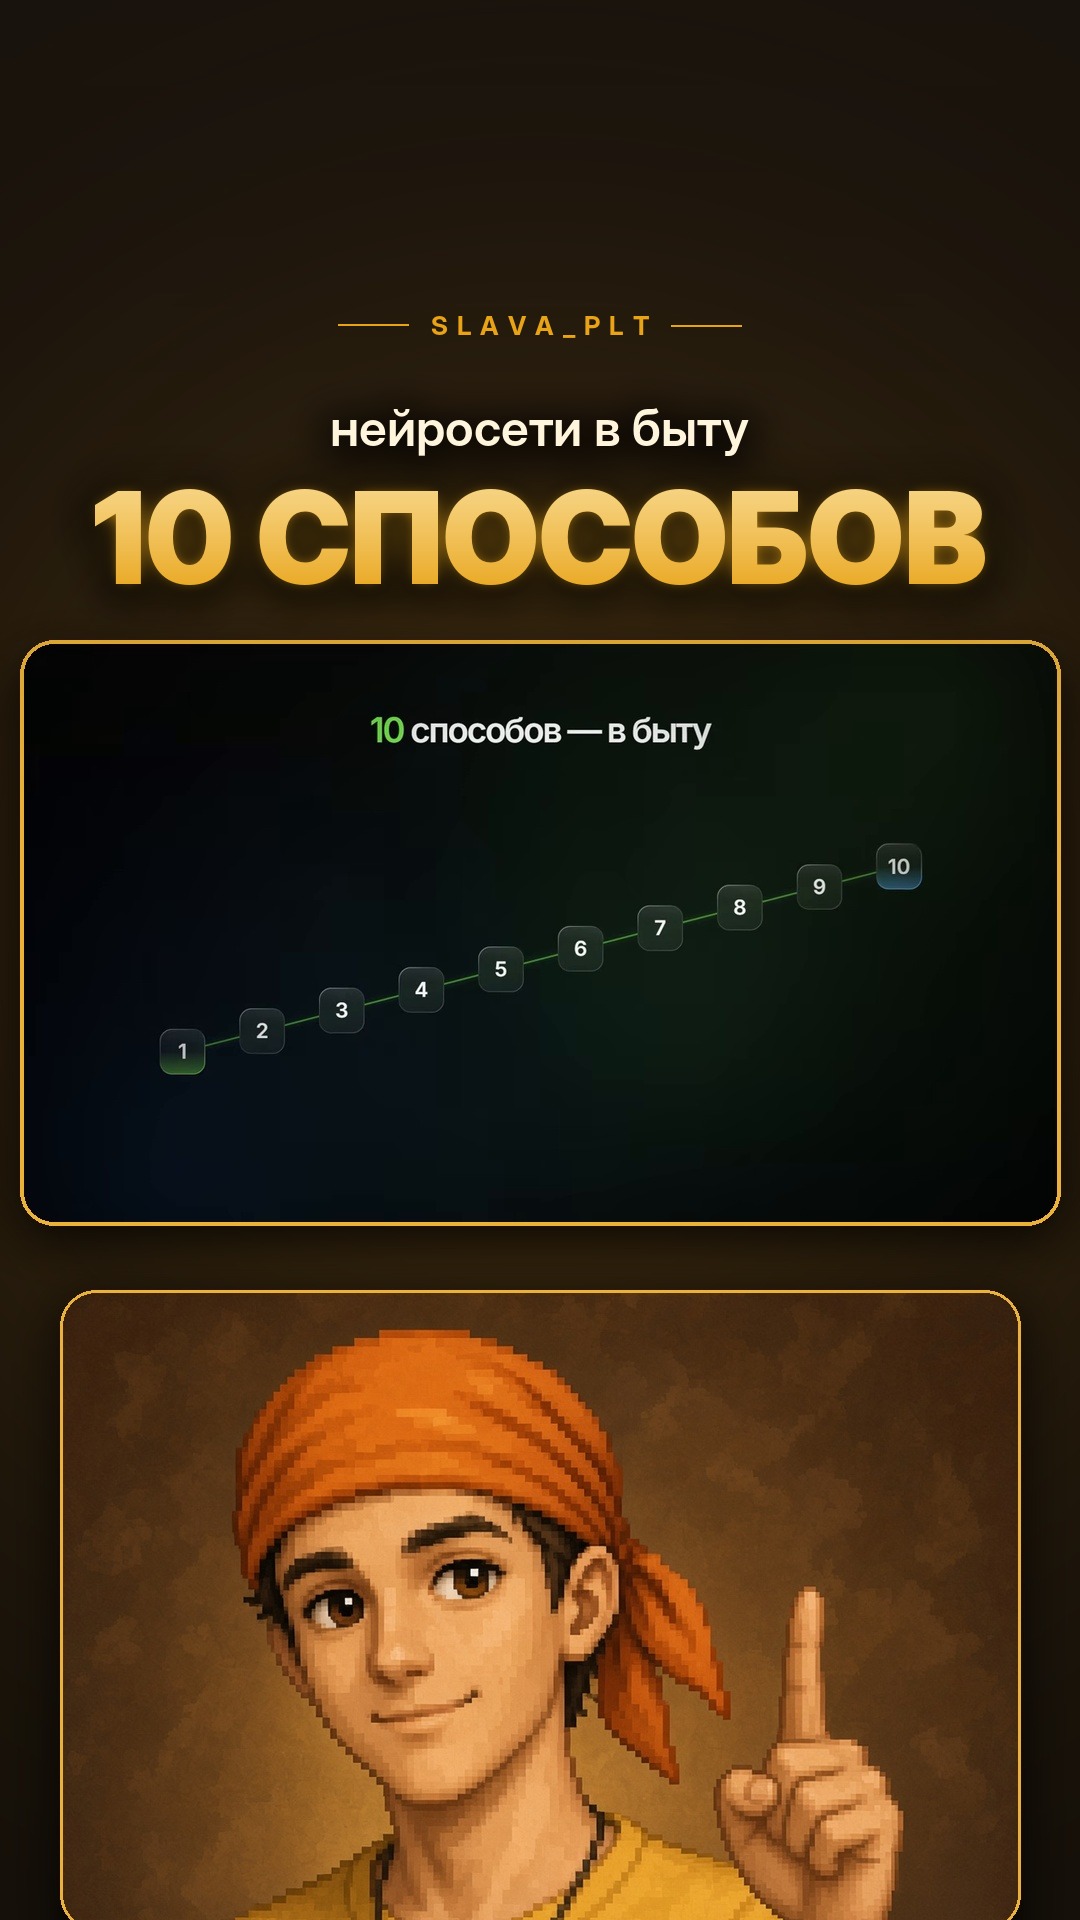 SLAVA_PLT
нейросети в быту
10 СПОСОБОВ
10 способов — в быту
1 2 3 4 5 6 7 8 9 10